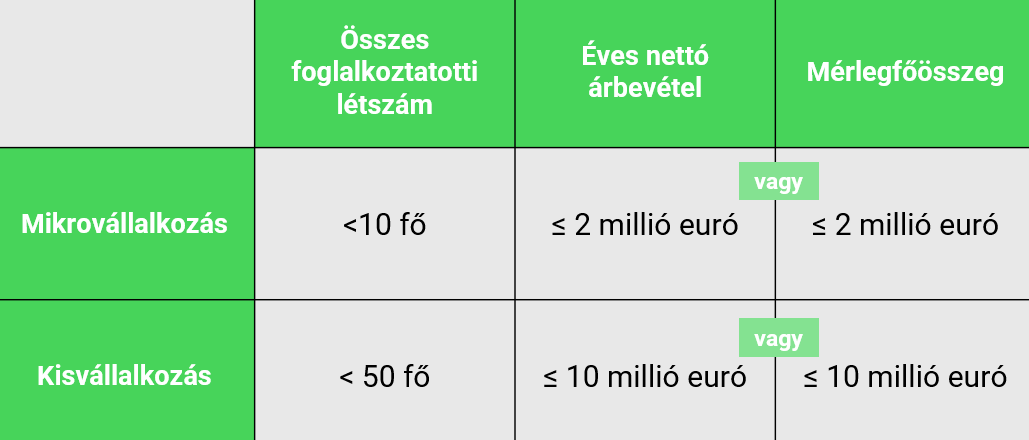 Összes
foglalkoztatotti
létszám
Éves nettó
árbevétel
Mérlegfőösszeg
Mikrovállalkozás
<10 fő
≤ 2 millió euró
vagy
≤ 2 millió euró
Kisvállalkozás
< 50 fő
≤ 10 millió euró
vagy
≤ 10 millió euró